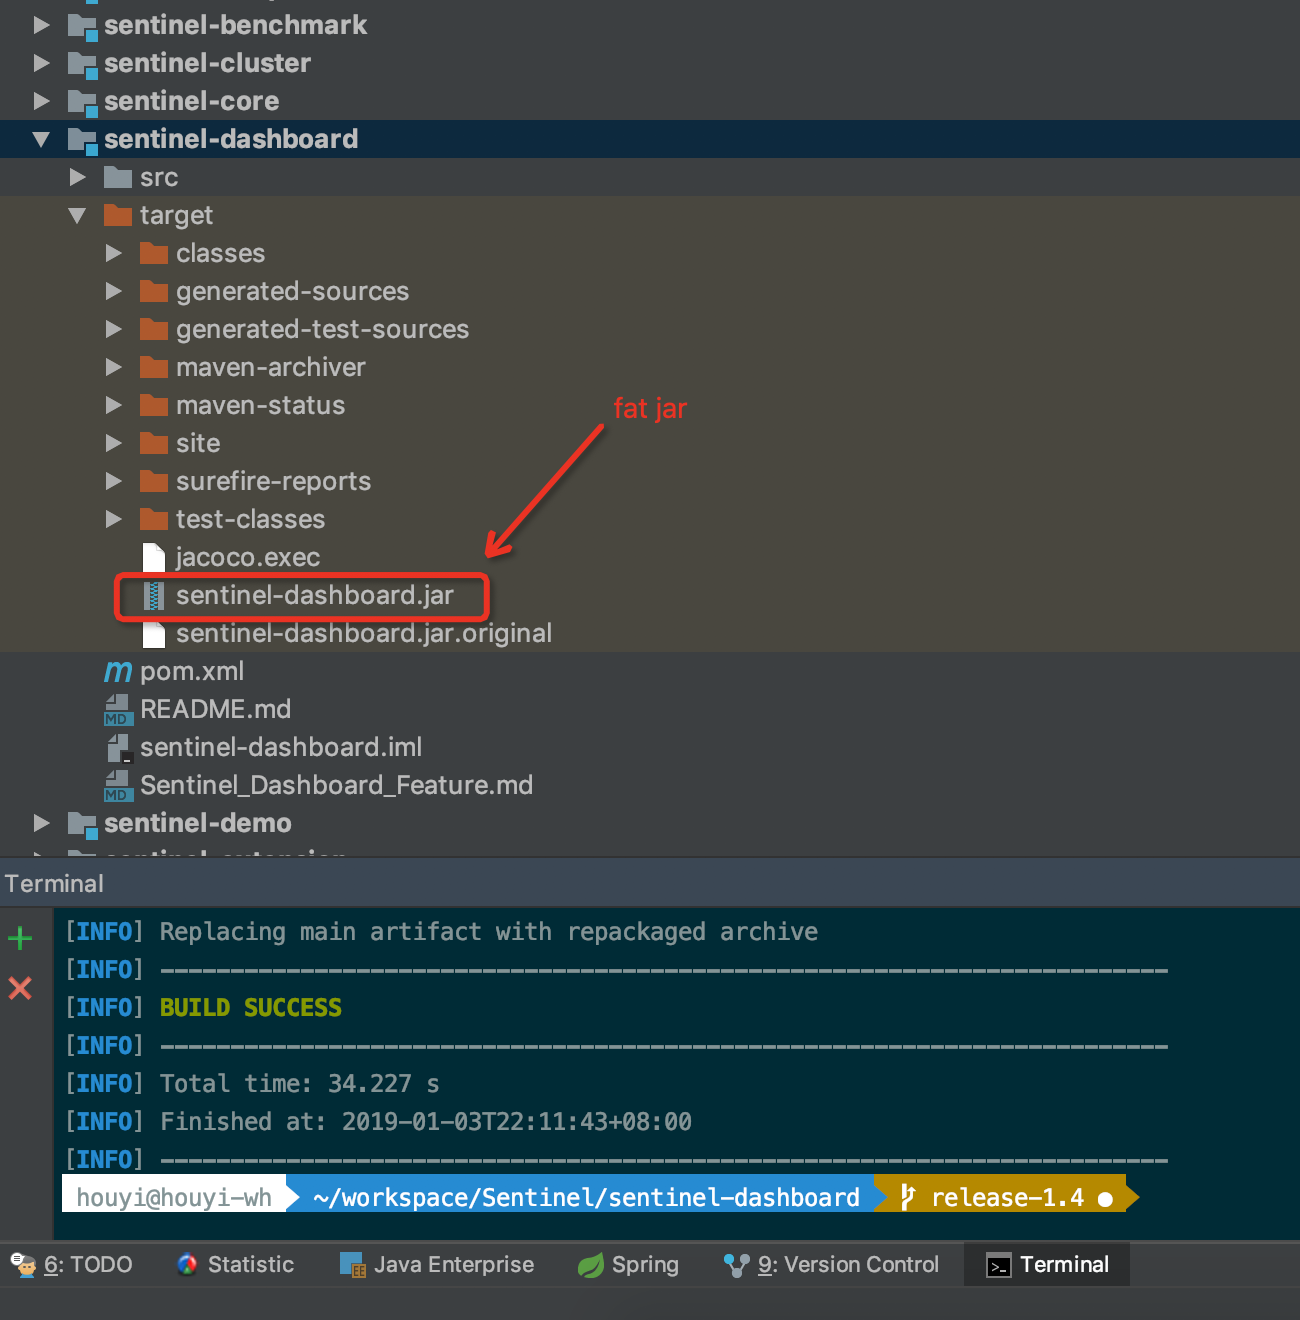 sentinel-benchmark
sentinel-cluster
sentinel-core
sentinel-dashboard
src
target
classes
generated-sources
generated-test-sources
maven-archiver
maven-status
fat jar
site
surefire-reports
test-classes
jacoco.exec
sentinel-dashboard.jar
sentinel-dashboard.jar.original
pom.xml
README.md
sentinel-dashboard.iml
Sentinel_Dashboard_Feature.md
sentinel-demo
Terminal
[INFO] Replacing main artifact with repackaged archive
[INFO] ------------------------------------------------------------------------
[INFO] BUILD SUCCESS
[INFO] ------------------------------------------------------------------------
[INFO] Total time: 34.227 s
[INFO] Finished at: 2019-01-03T22:11:43+08:00
[INFO] ------------------------------------------------------------------------
houyi@houyi-wh ~/workspace/Sentinel/sentinel-dashboard release-1.4 ●
6: TODO Statistic Java Enterprise Spring 9: Version Control Terminal